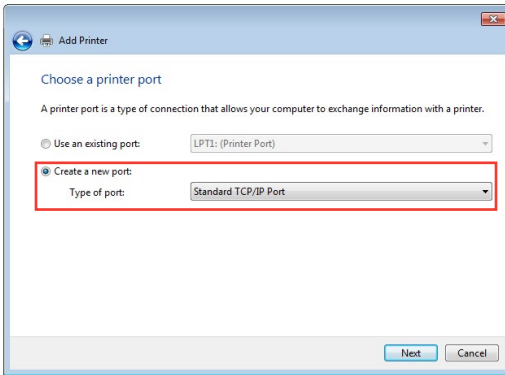 Add Printer
Choose a printer port
A printer port is a type of connection that allows your computer to exchange information with a printer.
Use an existing port: LPT1: (Printer Port)
Create a new port:
Type of port: Standard TCP/IP Port
Next Cancel